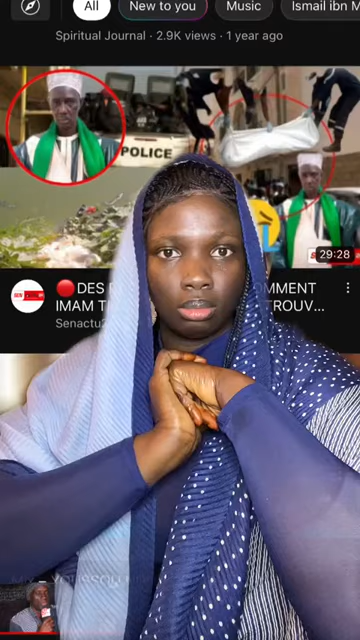 All
New to you
Music
Ismail ibn M
Spiritual Journal · 2.9K views · 1 year ago
POLICE
29:28
DES
OMMENT
IMAM T
TROUV...
Senactu